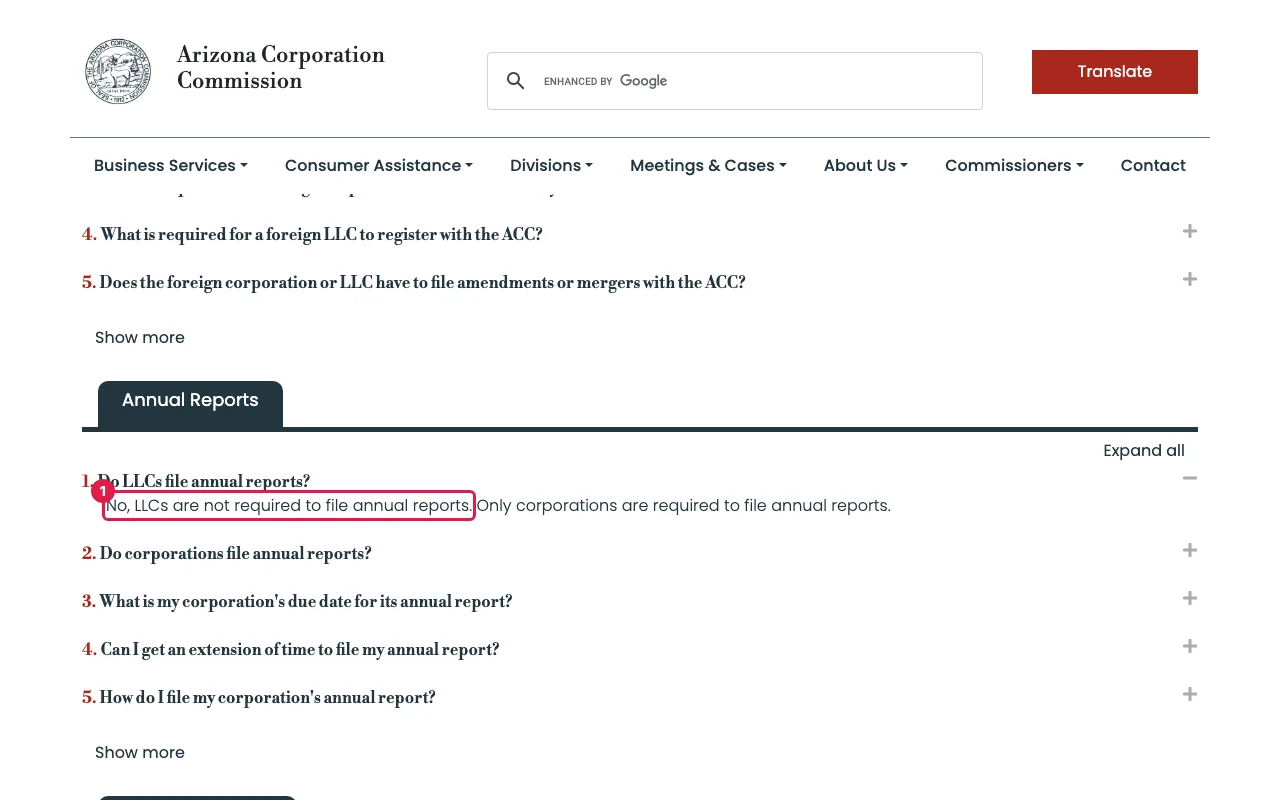 Arizona Corporation
Commission
ENHANCED BY Google
Translate
Business Services
Consumer Assistance
Divisions
Meetings & Cases
About Us
Commissioners
Contact
4. What is required for a foreign LLC to register with the ACC?
5. Does the foreign corporation or LLC have to file amendments or mergers with the ACC?
Show more
Annual Reports
Expand all
1. Do LLCs file annual reports?
1
No, LLCs are not required to file annual reports. Only corporations are required to file annual reports.
2. Do corporations file annual reports?
3. What is my corporation's due date for its annual report?
4. Can I get an extension of time to file my annual report?
5. How do I file my corporation's annual report?
Show more